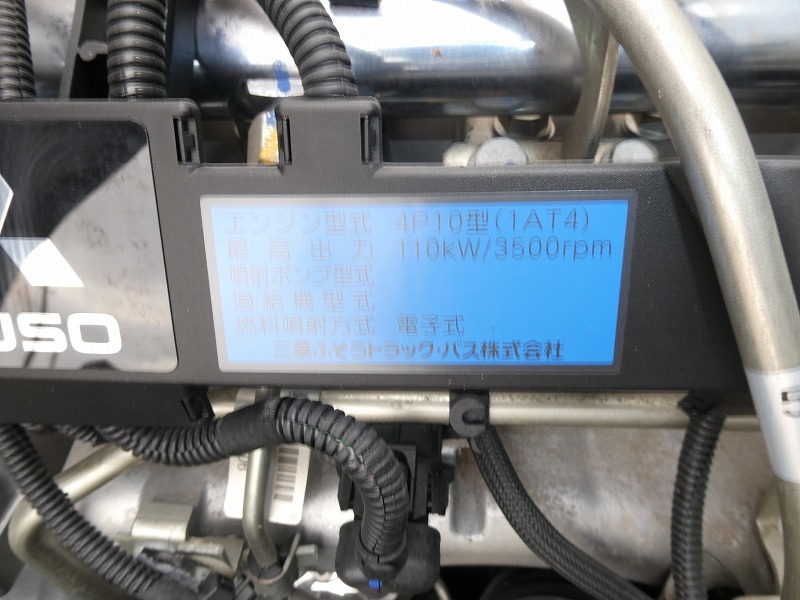 エンジン型式 4P10型(1AT4)
最高出力 110kW/3500rpm
噴射ポンプ型式
過給機型式
燃料噴射方式 電子式
三菱ふそうトラック・バス株式会社
USO
5